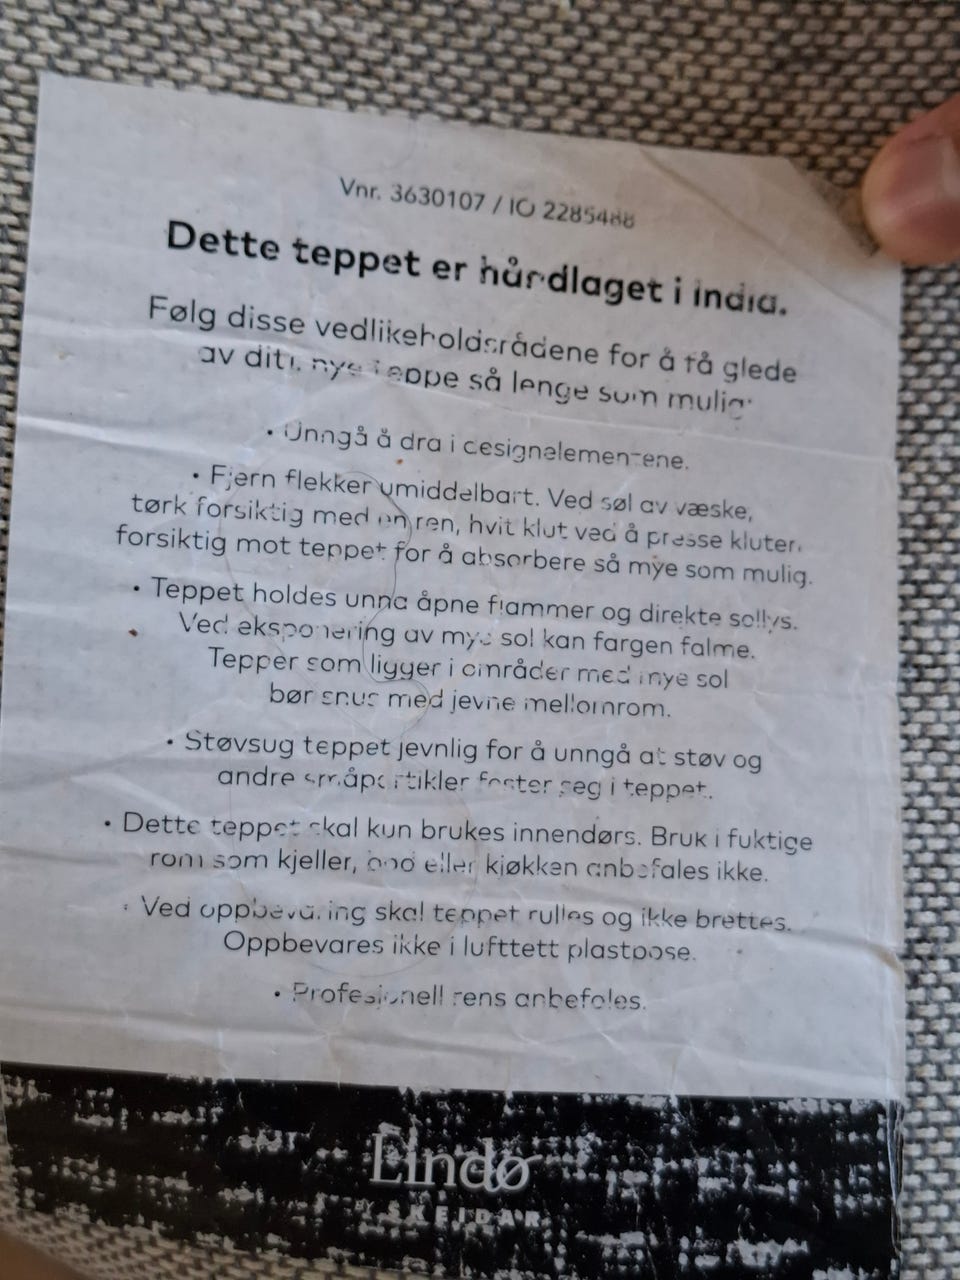 Vnr. 3630107 / IO 2285488
Dette teppet er håndlaget i India.
Følg disse vedlikeholdsrådene for å få glede
av ditt nye teppe så lenge som mulig.
• Unngå å dra i designelementene.
• Fjern flekker umiddelbart. Ved søl av væske,
tørk forsiktig med en ren, hvit klut ved å presse kluten
forsiktig mot teppet for å absorbere så mye som mulig.
• Teppet holdes unna åpne flammer og direkte sollys.
Ved eksponering av mye sol kan fargen falme.
Tepper som ligger i områder med mye sol
bør snus med jevne mellomrom.
• Støvsug teppet jevnlig for å unngå at støv og
andre småpartikler fester seg i teppet.
• Dette teppet skal kun brukes innendørs. Bruk i fuktige
rom som kjeller, bod eller kjøkken anbefales ikke.
• Ved oppbevaring skal teppet rulles og ikke brettes.
Oppbevares ikke i lufttett plastpose.
• Profesjonell rens anbefales.
Lindø
BY SKEIDAR